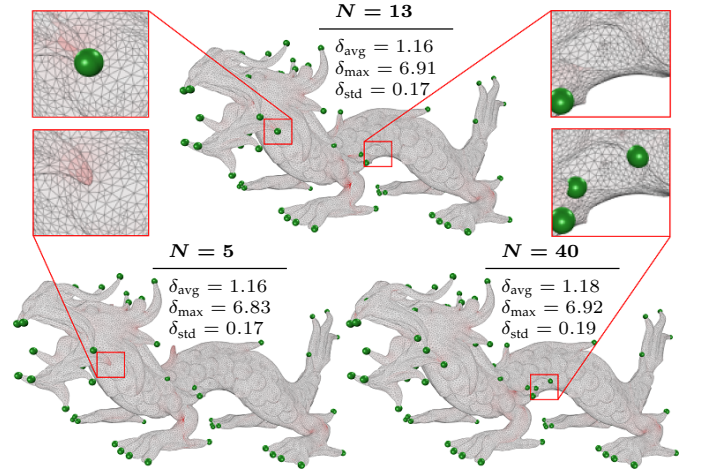 N = 13
δavg = 1.16
δmax = 6.91
δstd = 0.17
N = 5
δavg = 1.16
δmax = 6.83
δstd = 0.17
N = 40
δavg = 1.18
δmax = 6.92
δstd = 0.19